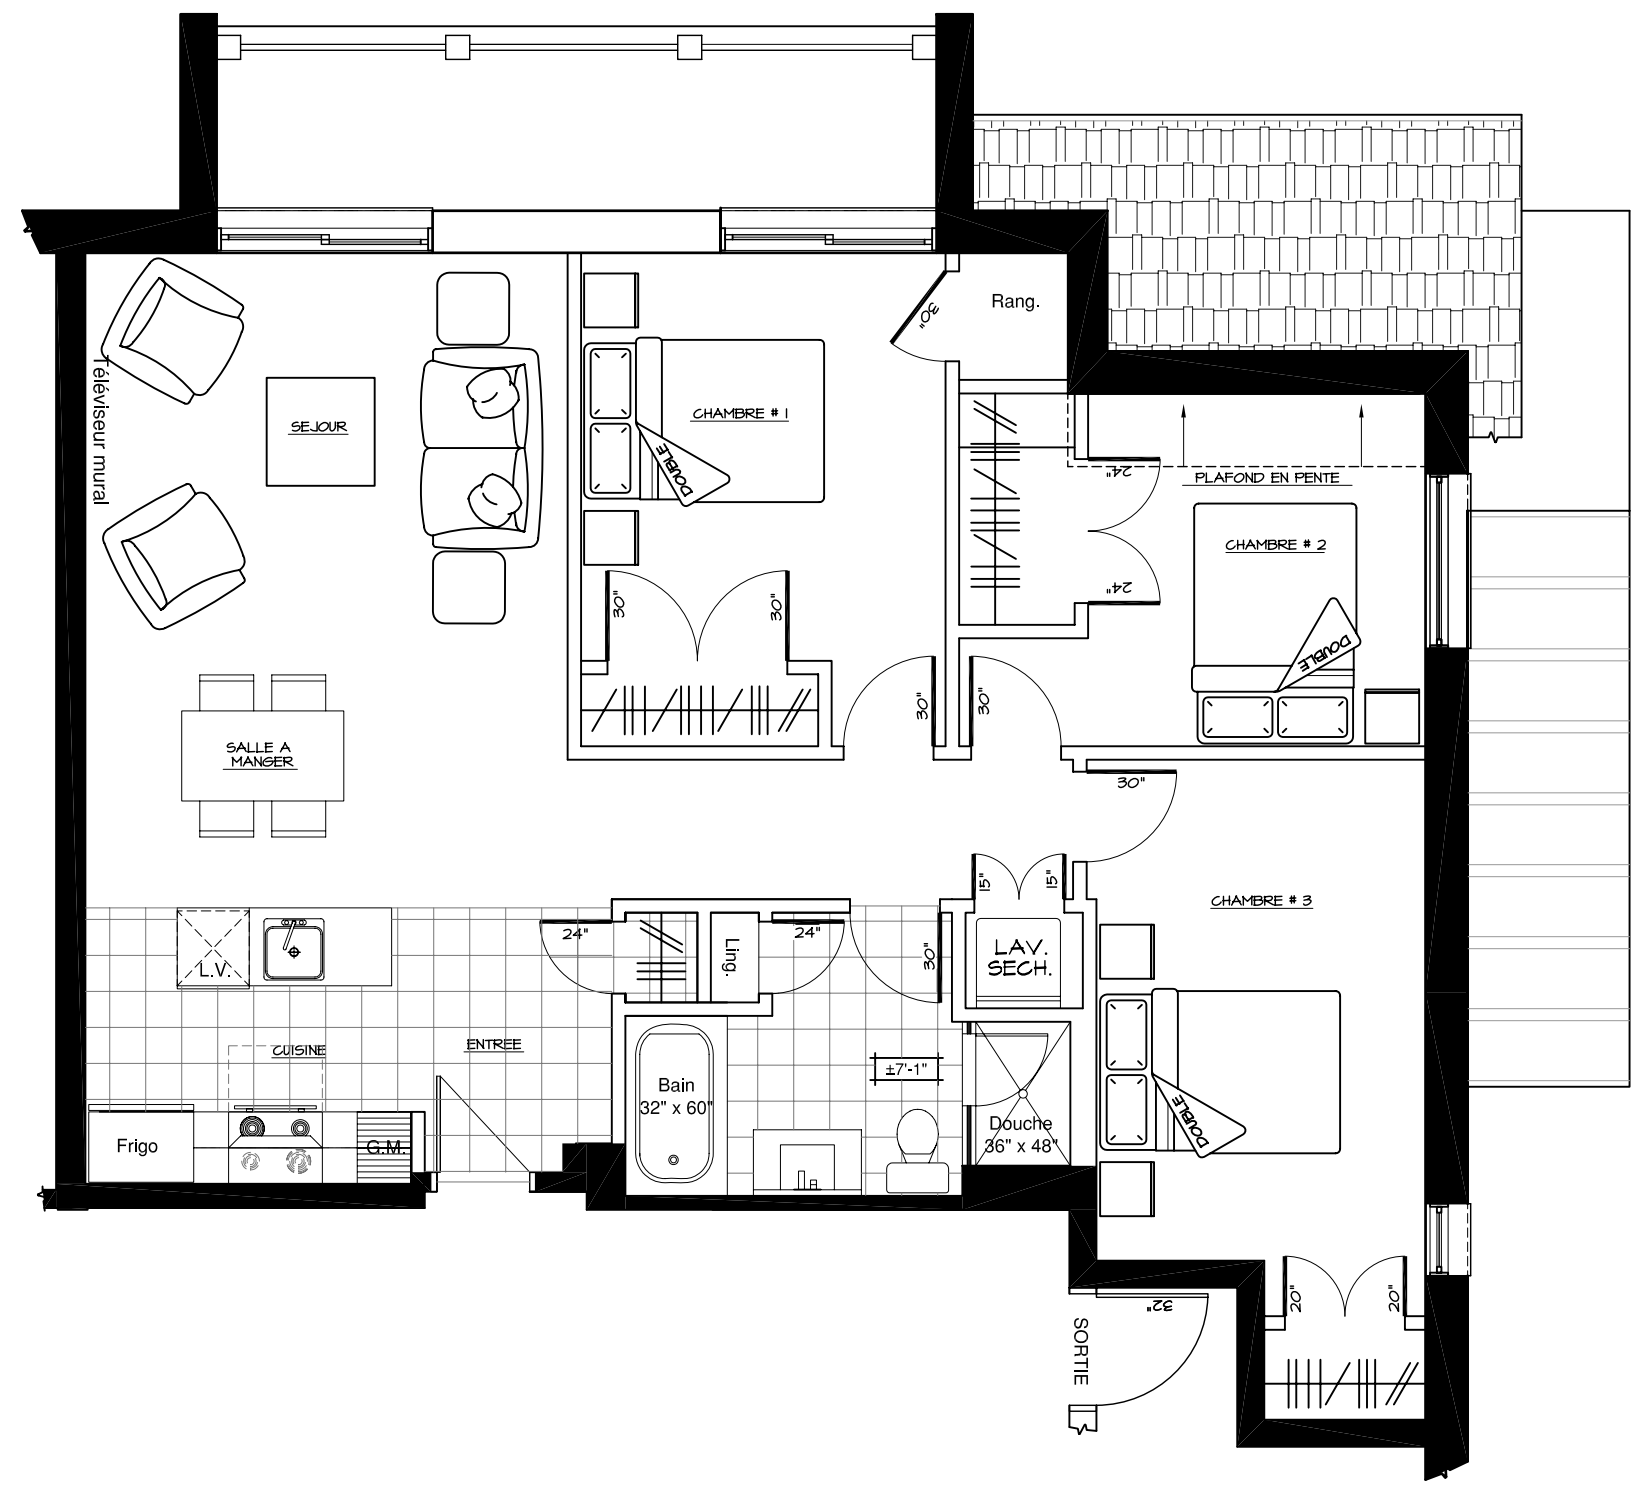 Rang.
30"
Téléviseur mural
SEJOUR
CHAMBRE # 1
DOUBLE
24"
PLAFOND EN PENTE
CHAMBRE # 2
24"
30"
30"
DOUBLE
30"
30"
SALLE A
MANGER
30"
15"
15"
CHAMBRE # 3
24"
Ling.
24"
30"
LAV.
SECH.
L.V.
CUISINE
ENTREE
±7'-1"
Bain
32" x 60"
Douche
36" x 48"
DOUBLE
Frigo
G.M.
20"
20"
32"
SORTIE